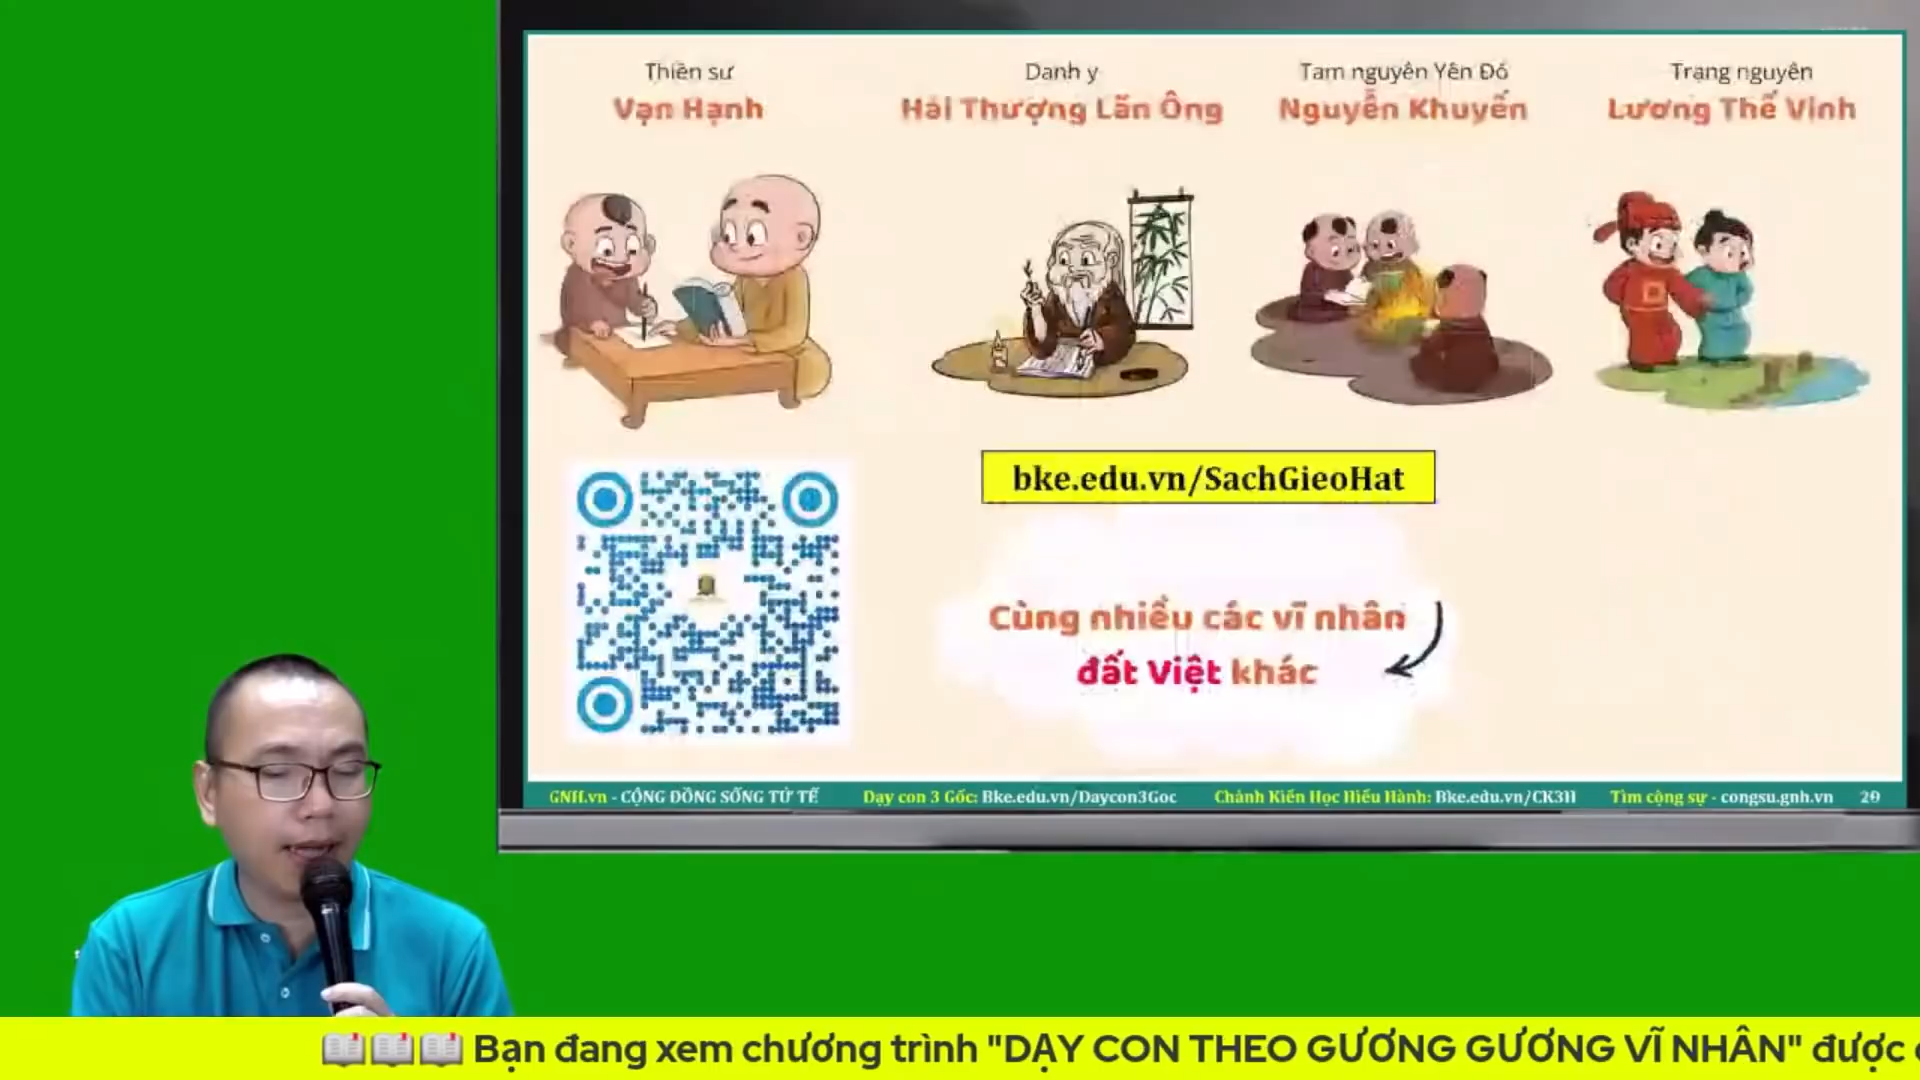 Thiền sư
Vạn Hạnh
Danh y
Hải Thượng Lãn Ông
Tam nguyên Yên Đổ
Nguyễn Khuyến
Trạng nguyên
Lương Thế Vinh
bke.edu.vn/SachGieoHat
Cùng nhiều các vĩ nhân
đất Việt khác
GNH.vn - CỘNG ĐỒNG SỐNG TỬ TẾ
Dạy con 3 Gốc: Bke.edu.vn/Daycon3Goc
Chánh Kiến Học Hiểu Hành: Bke.edu.vn/CK3H
Tìm cộng sự - congsu.gnh.vn
29
Bạn đang xem chương trình "DẠY CON THEO GƯƠNG GƯƠNG VĨ NHÂN" được